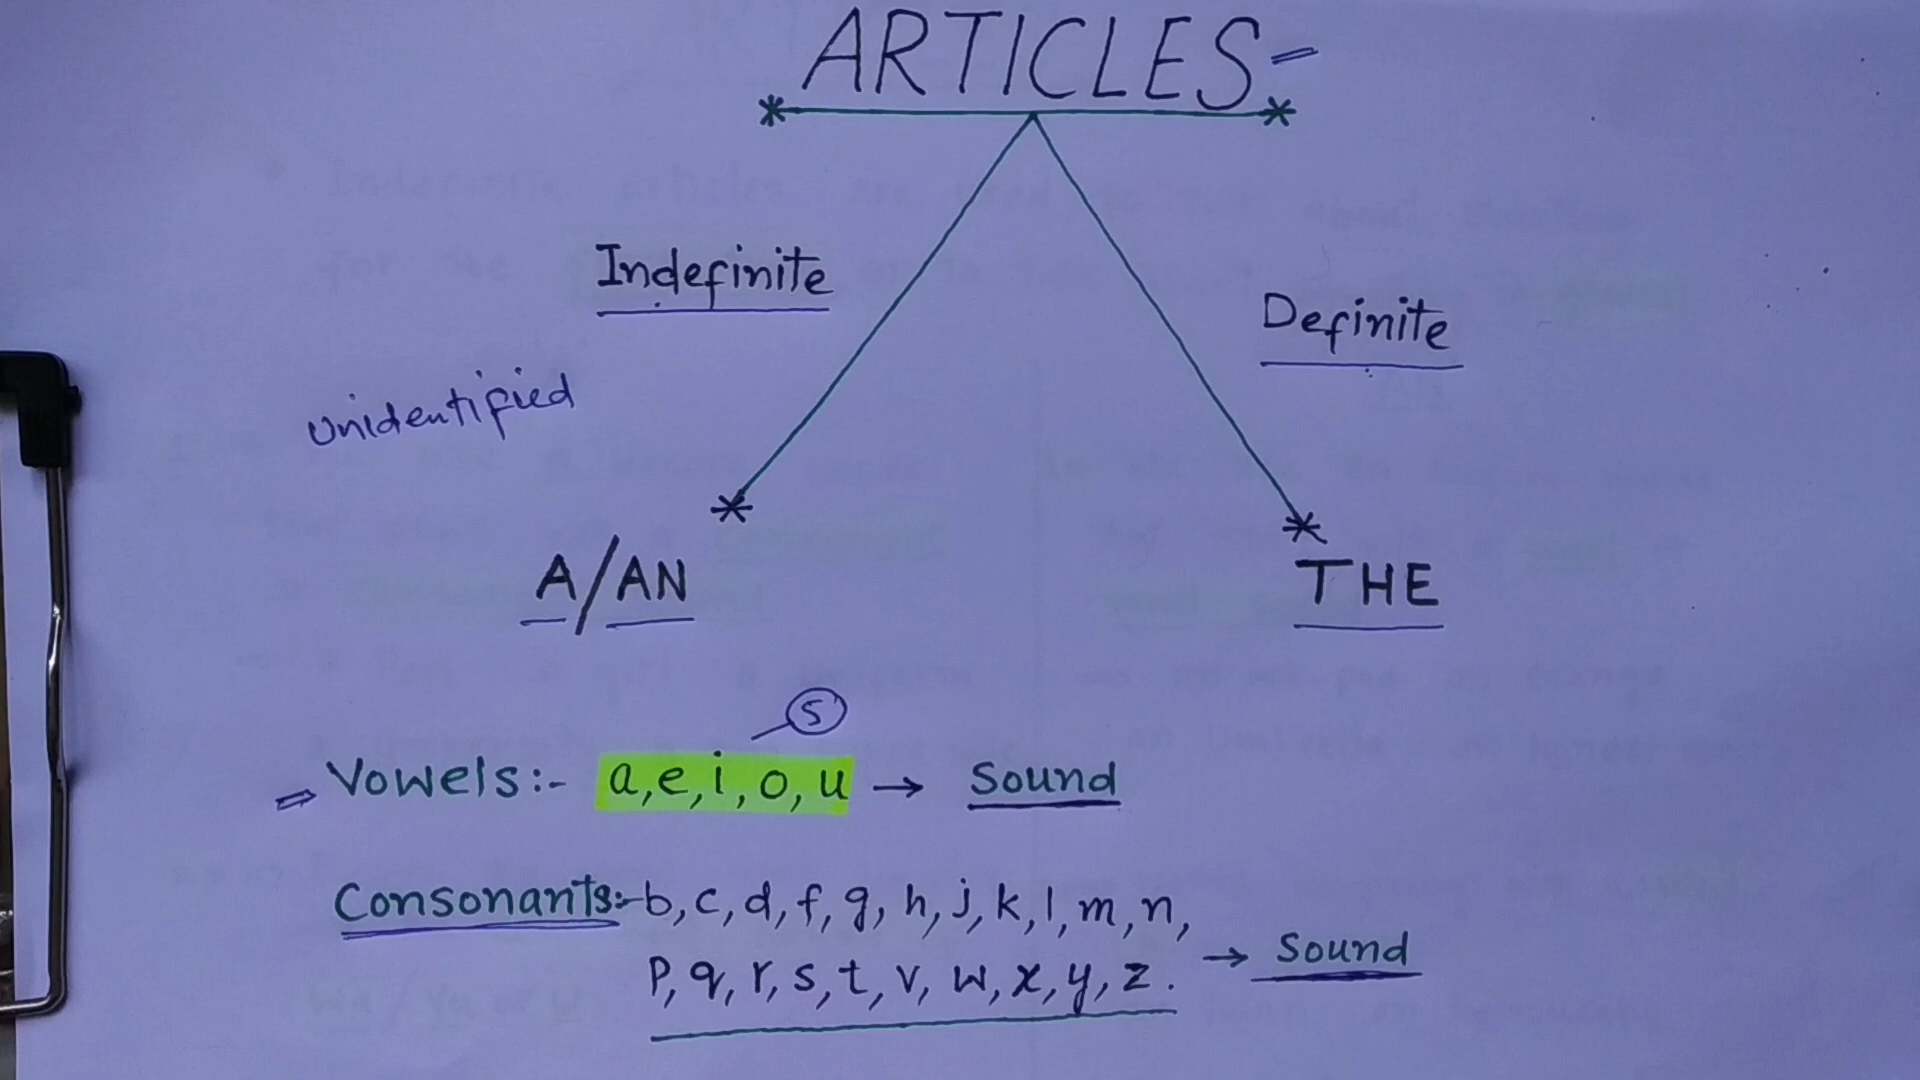 ARTICLES
Indefinite
Definite
unidentified
A/AN
THE
5
Vowels:- a,e,i,o,u → Sound
Consonants:- b,c,d,f,g,h,j,k,l,m,n,
p,q,r,s,t,v,w,x,y,z. → Sound